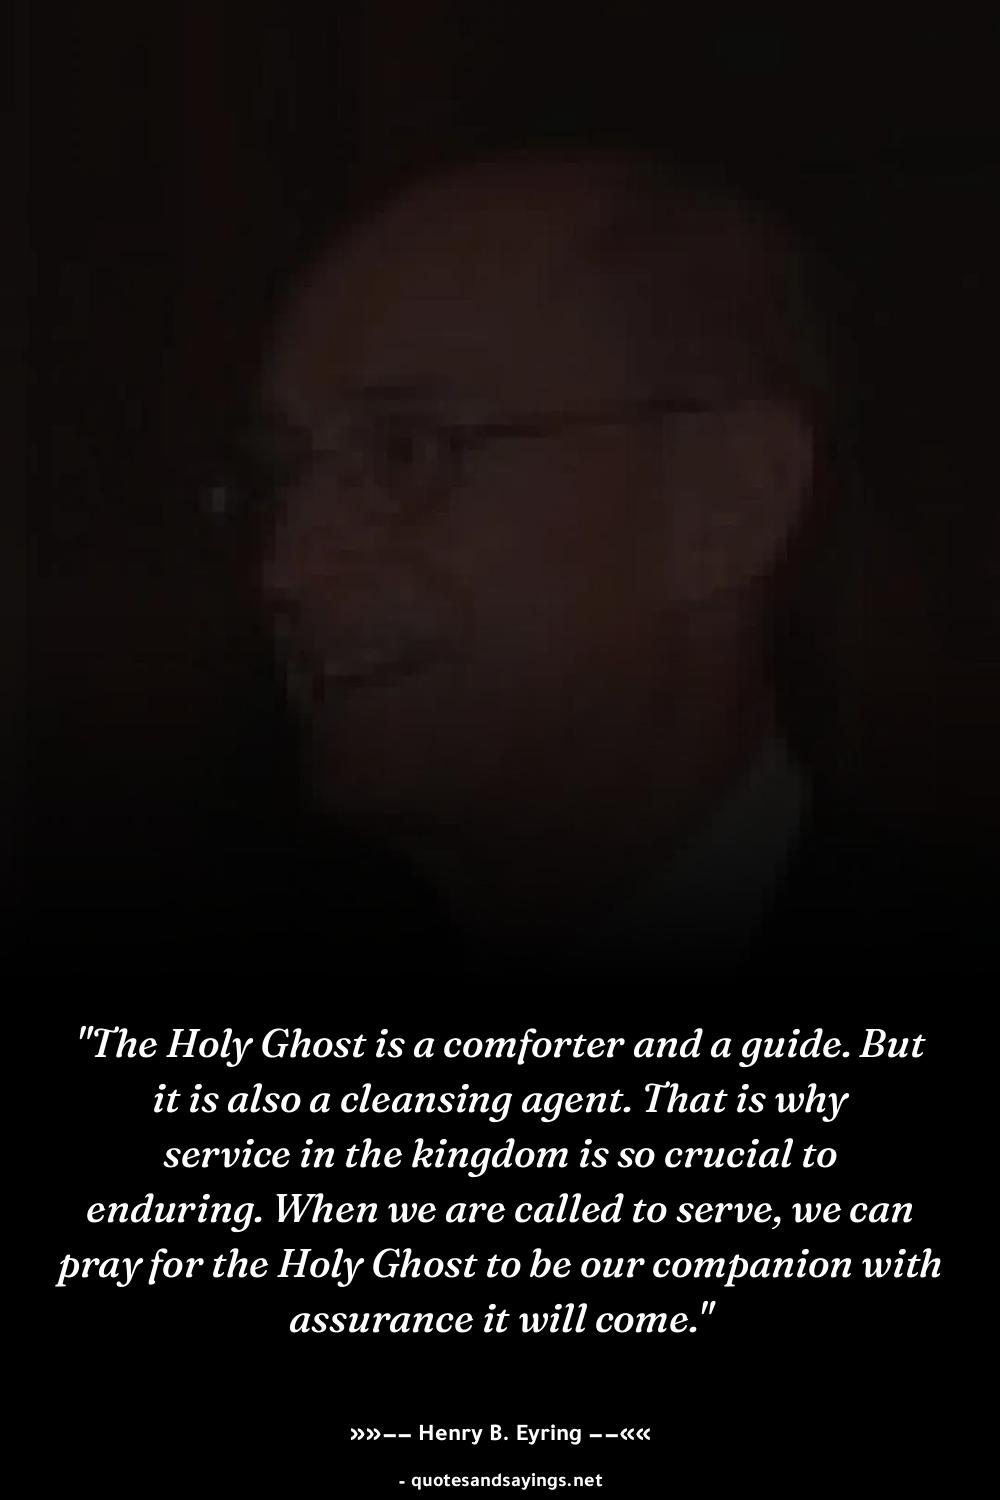 "The Holy Ghost is a comforter and a guide. But
it is also a cleansing agent. That is why
service in the kingdom is so crucial to
enduring. When we are called to serve, we can
pray for the Holy Ghost to be our companion with
assurance it will come."
»»−− Henry B. Eyring −−««
- quotesandsayings.net